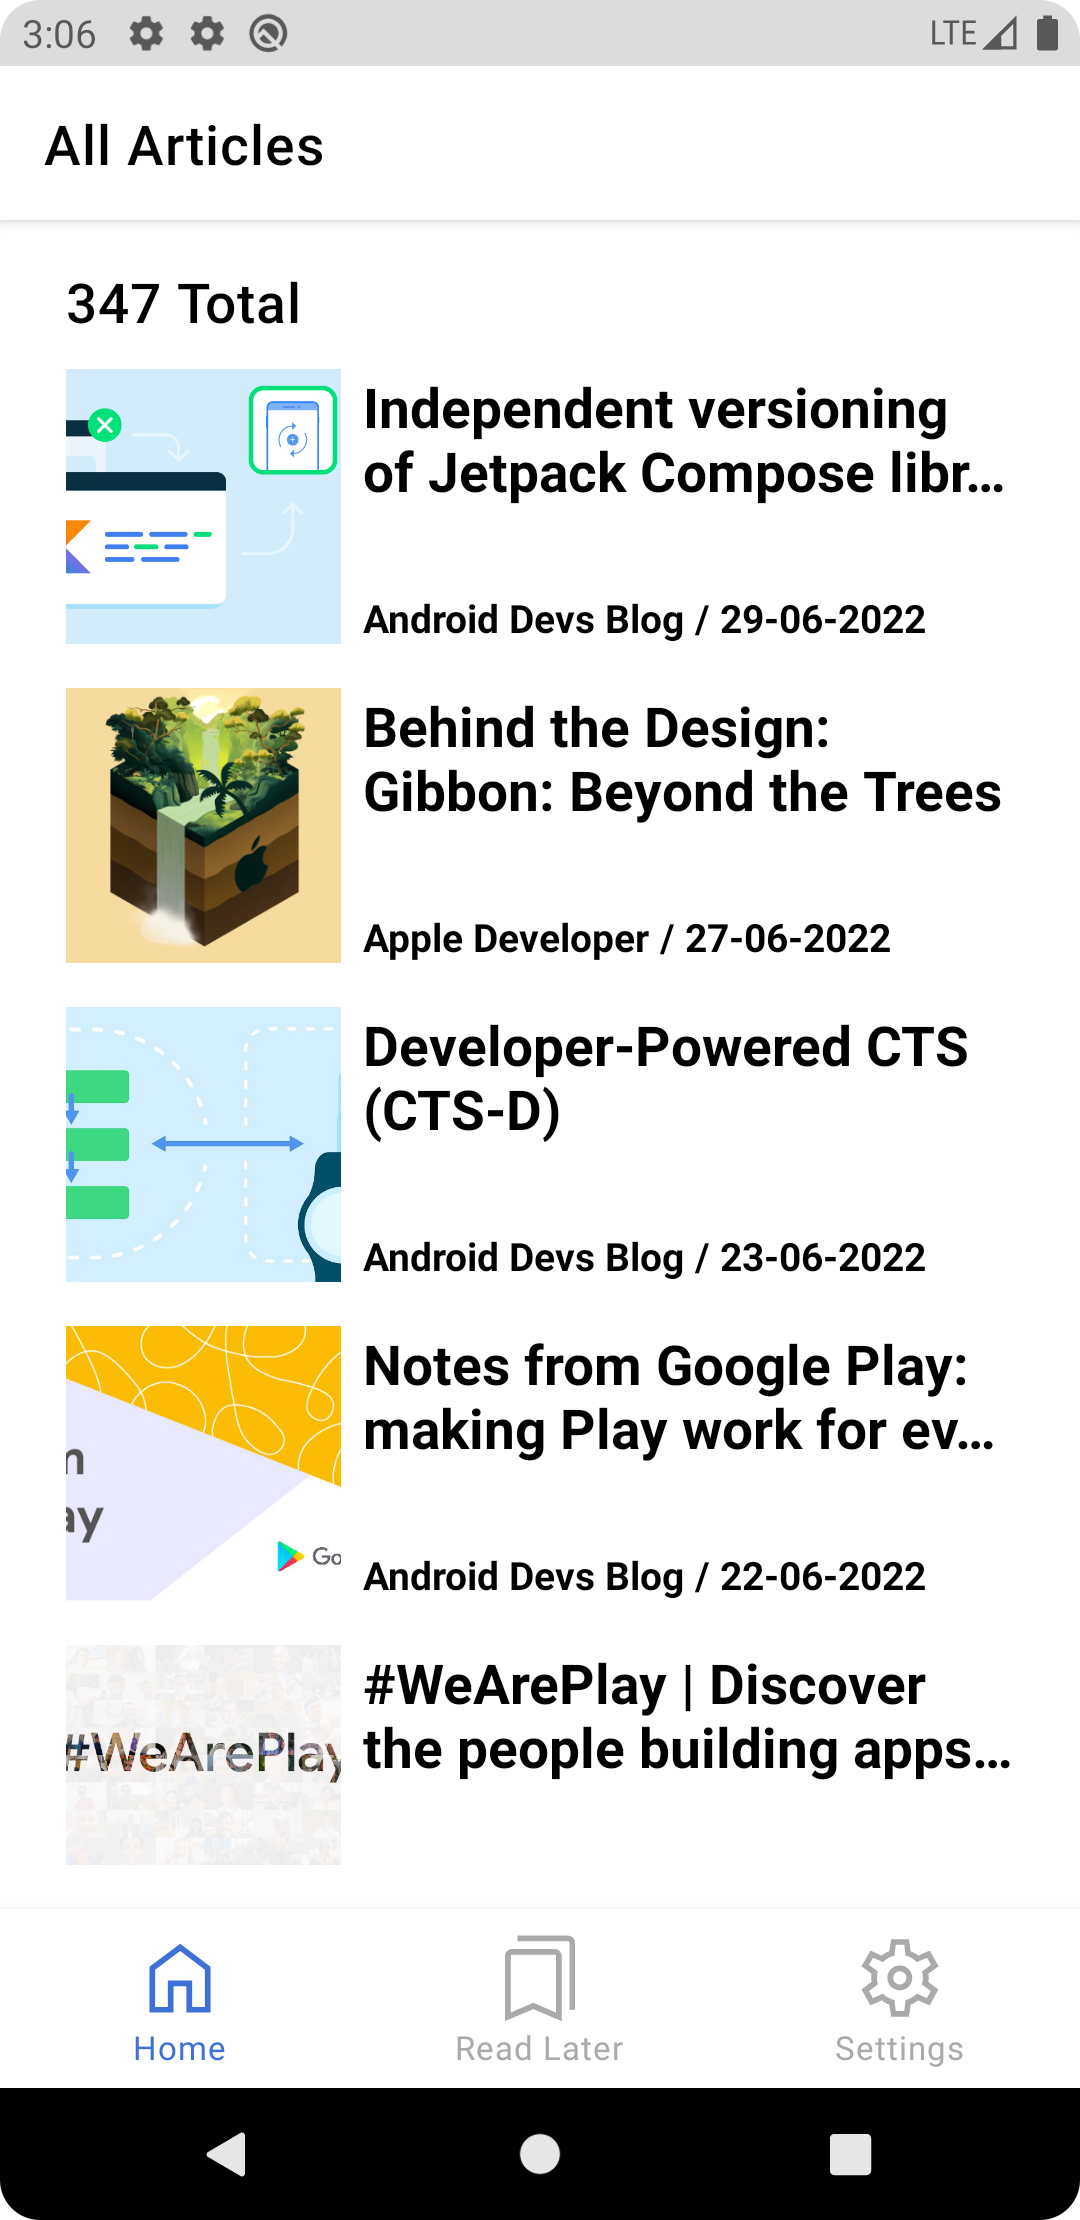 3:06
LTE
All Articles
347 Total
Independent versioning
of Jetpack Compose libr...
Android Devs Blog / 29-06-2022
Behind the Design:
Gibbon: Beyond the Trees
Apple Developer / 27-06-2022
Developer-Powered CTS
(CTS-D)
Android Devs Blog / 23-06-2022
n
ay
Go
Notes from Google Play:
making Play work for ev...
Android Devs Blog / 22-06-2022
#WeArePlay
#WeArePlay | Discover
the people building apps...
Home
Read Later
Settings